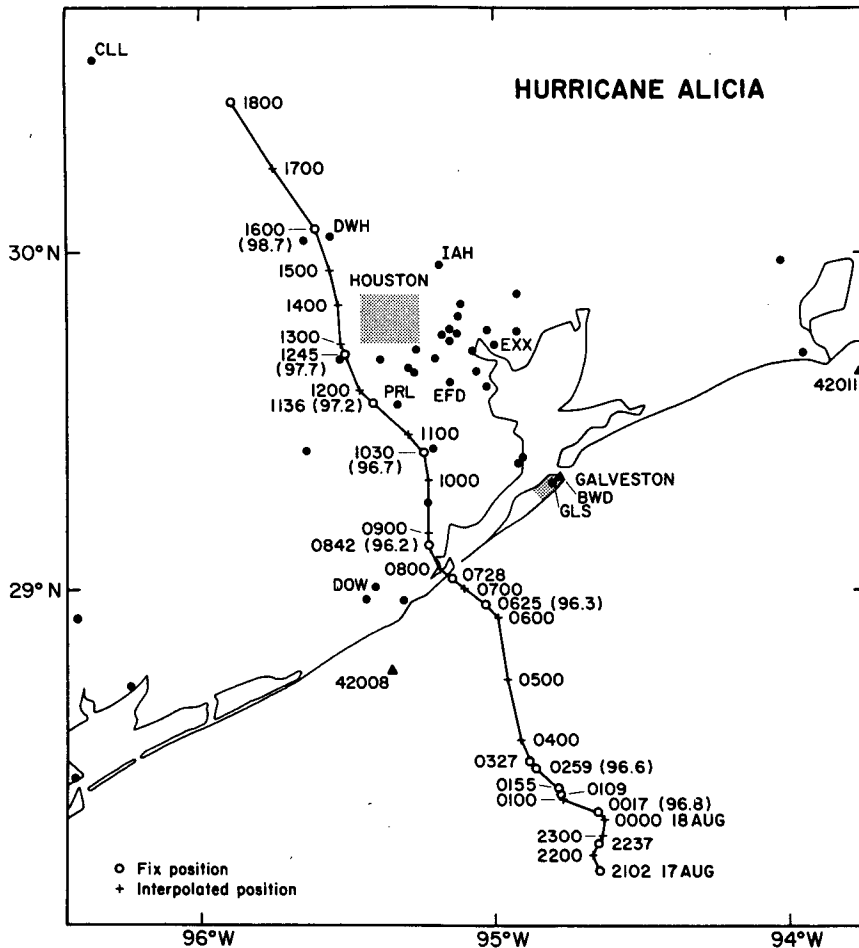 CLL
HURRICANE ALICIA
1800
1700
1600
(98.7)
DWH
30°N
IAH
1500
HOUSTON
1400
1300
1245
(97.7)
EXX
42011
1200
PRL
EFD
1136 (97.2)
1100
1030
(96.7)
GALVESTON
BWD
GLS
1000
0900
0842 (96.2)
0800
0728
29°N
DOW
0700
0625 (96.3)
0600
42008
0500
0400
0327
0259 (96.6)
0155
0109
0100
0017 (96.8)
0000 18 AUG
2300
2237
2200
2102 17 AUG
Fix position
Interpolated position
96°W
95°W
94°W